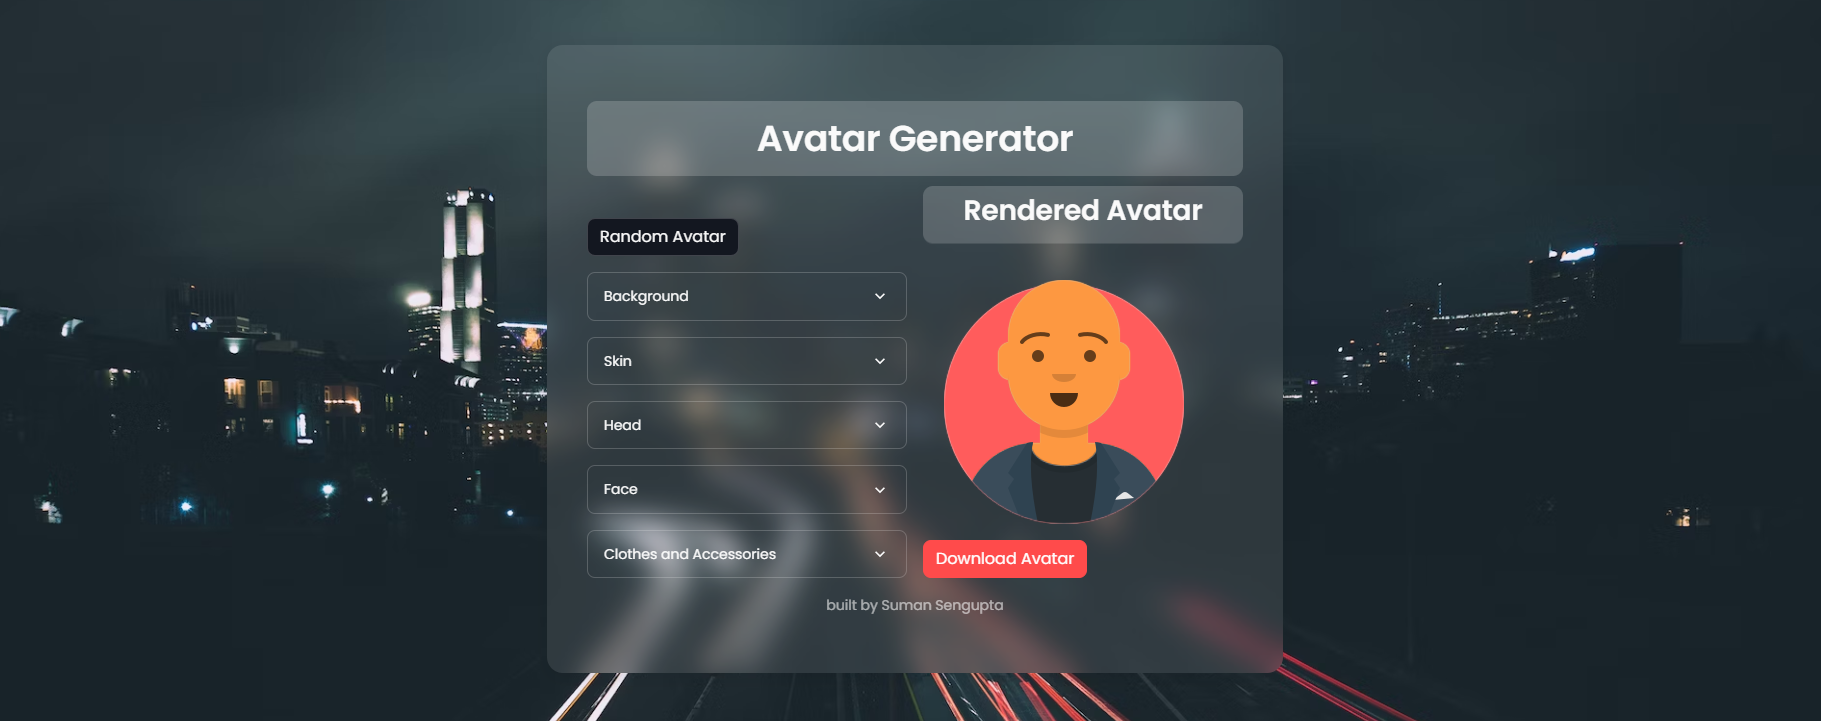 Avatar Generator
Rendered Avatar
Random Avatar
Background
Skin
Head
Face
Clothes and Accessories
Download Avatar
built by Suman Sengupta